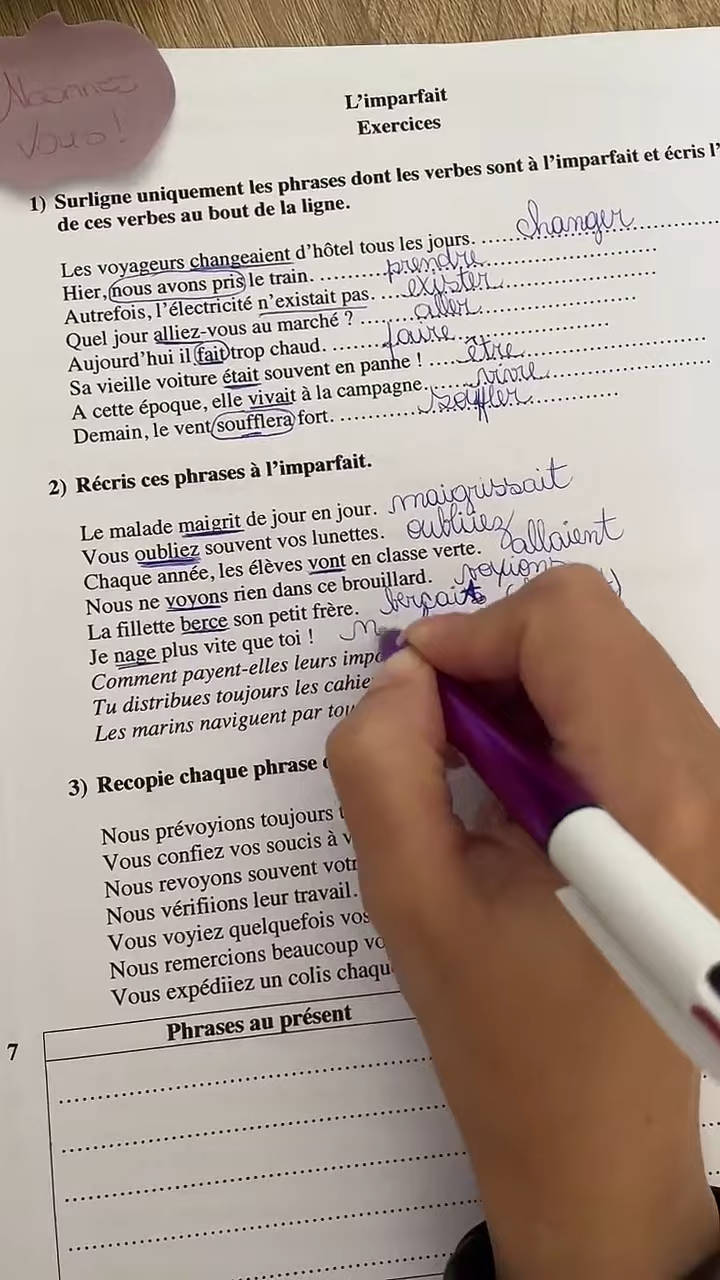 Abonnez
Vous!
L'imparfait
Exercices
1) Surligne uniquement les phrases dont les verbes sont à l'imparfait et écris l'
de ces verbes au bout de la ligne.
Les voyageurs changeaient d'hôtel tous les jours. changer
Hier, nous avons pris le train. prendre
Autrefois, l'électricité n'existait pas. exister
Quel jour alliez-vous au marché ? aller
Aujourd'hui il fait trop chaud. faire
Sa vieille voiture était souvent en panne ! être
A cette époque, elle vivait à la campagne. vivre
Demain, le vent soufflera fort. souffler
2) Récris ces phrases à l'imparfait.
Le malade maigrit de jour en jour. maigrissait
Vous oubliez souvent vos lunettes. oubliiez
Chaque année, les élèves vont en classe verte. allaient
Nous ne voyons rien dans ce brouillard. voyions
La fillette berce son petit frère. berçait
Je nage plus vite que toi !
Comment payent-elles leurs
Tu distribues toujours les
Les marins naviguent par
3) Recopie chaque phrase
Nous prévoyions toujours
Vous confiez vos soucis à
Nous revoyons souvent
Nous vérifiions leur travail.
Vous voyiez quelquefois vos
Nous remercions beaucoup
Vous expédiiez un colis
Phrases au présent
7